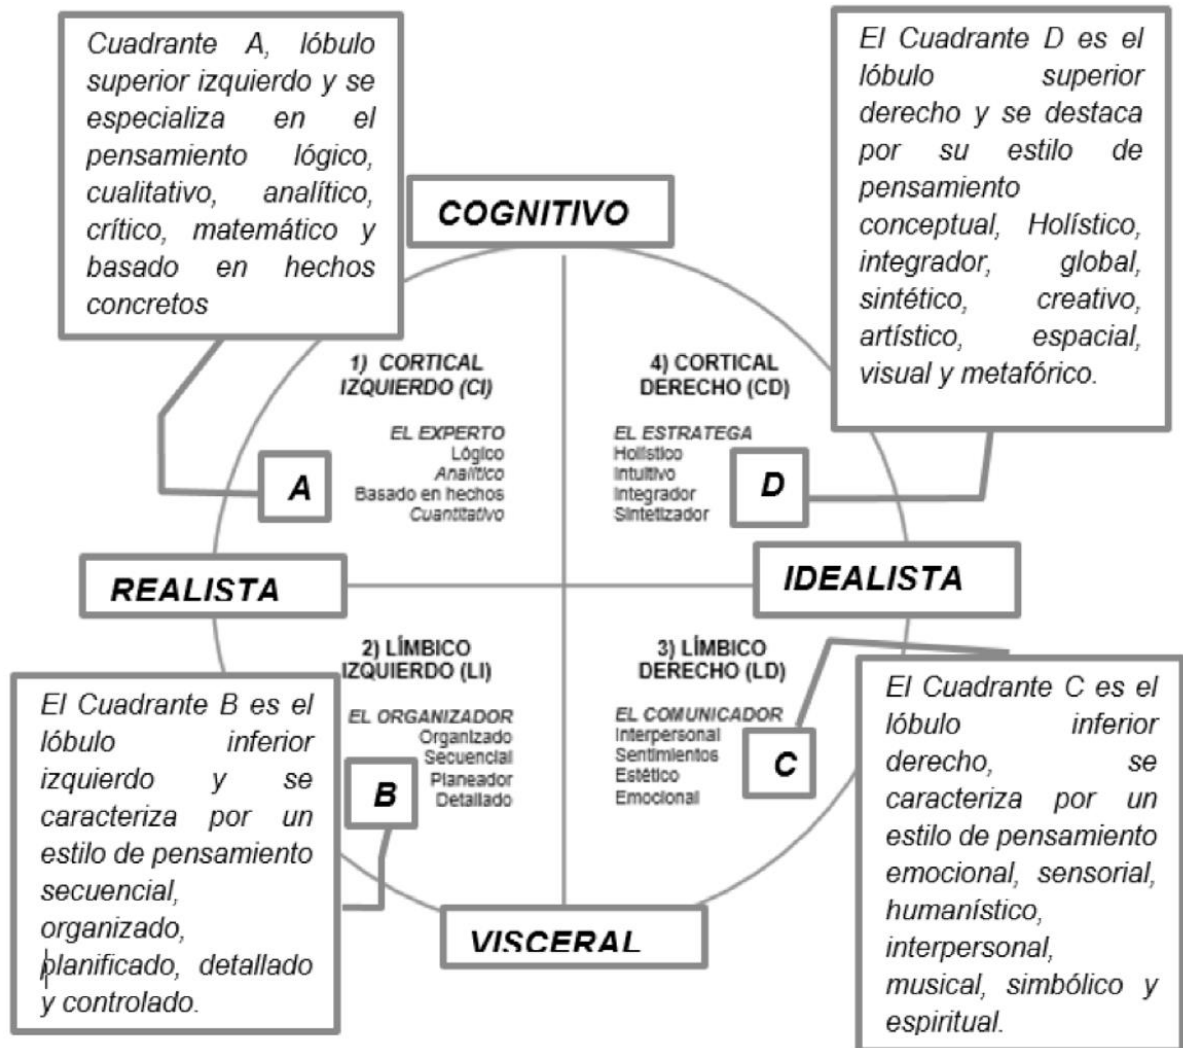 Cuadrante A, lóbulo
superior izquierdo y se
especializa en el
pensamiento lógico,
cualitativo, analítico,
crítico, matemático y
basado en hechos
concretos
El Cuadrante D es el
lóbulo superior
derecho y se destaca
por su estilo de
pensamiento
conceptual, Holístico,
integrador, global,
sintético, creativo,
artístico, espacial,
visual y metafórico.
COGNITIVO
1) CORTICAL
IZQUIERDO (CI)
EL EXPERTO
Lógico
Analítico
Basado en hechos
Cuantitativo
A
4) CORTICAL
DERECHO (CD)
EL ESTRATEGA
Holístico
Intuitivo
Integrador
Sintetizador
D
REALISTA
IDEALISTA
2) LÍMBICO
IZQUIERDO (LI)
EL ORGANIZADOR
Organizado
Secuencial
Planeador
Detallado
B
3) LÍMBICO
DERECHO (LD)
EL COMUNICADOR
Interpersonal
Sentimientos
Estético
Emocional
C
El Cuadrante B es el
lóbulo inferior
izquierdo y se
caracteriza por un
estilo de pensamiento
secuencial,
organizado,
planificado, detallado
y controlado.
El Cuadrante C es el
lóbulo inferior
derecho, se
caracteriza por un
estilo de pensamiento
emocional, sensorial,
humanístico,
interpersonal,
musical, simbólico y
espiritual.
VISCERAL